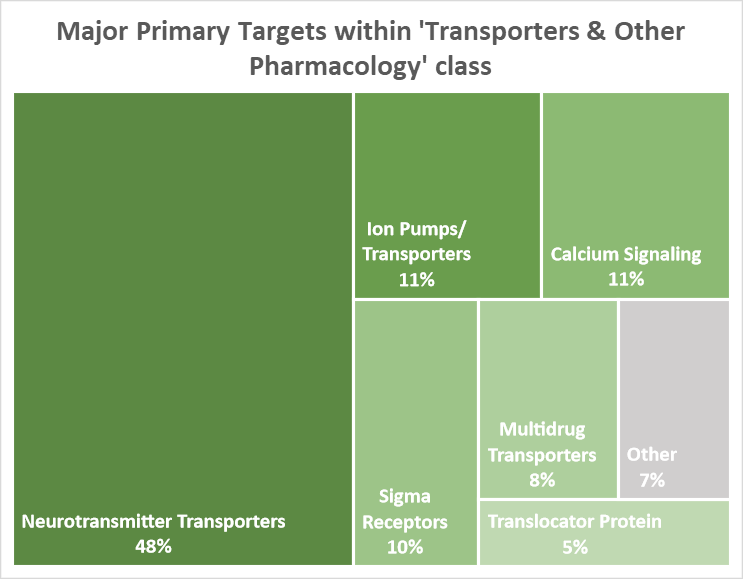 Major Primary Targets within 'Transporters & Other
Pharmacology' class
Neurotransmitter Transporters
48%
Ion Pumps/
Transporters
11%
Calcium Signaling
11%
Sigma
Receptors
10%
Multidrug
Transporters
8%
Other
7%
Translocator Protein
5%